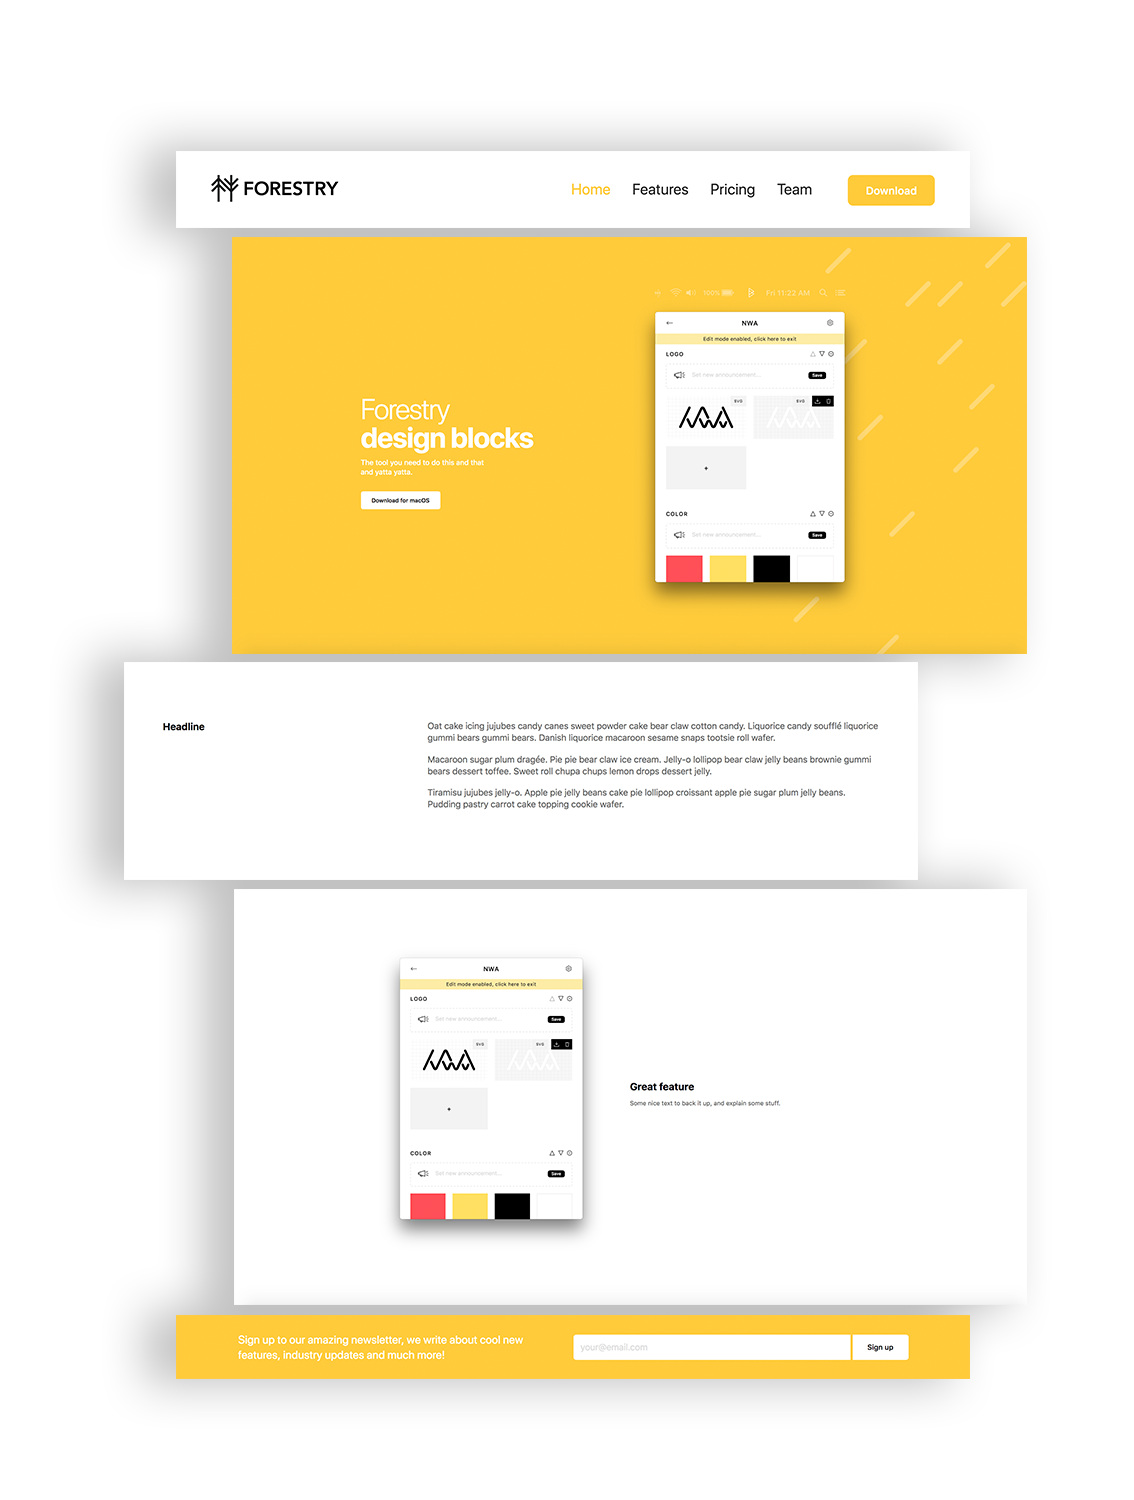 FORESTRY
Home Features Pricing Team Download
100% Fri 11:22 AM
Forestry
design blocks
The tool you need to do this and that
and yatta yatta.
Download for macOS
NWA
Edit mode enabled, click here to exit
LOGO
Set new announcement... Save
SVG SVG
+
COLOR
Set new announcement... Save
Headline
Oat cake icing jujubes candy canes sweet powder cake bear claw cotton candy. Liquorice candy soufflé liquorice
gummi bears gummi bears. Danish liquorice macaroon sesame snaps tootsie roll wafer.
Macaroon sugar plum dragée. Pie pie bear claw ice cream. Jelly-o lollipop bear claw jelly beans brownie gummi
bears dessert toffee. Sweet roll chupa chups lemon drops dessert jelly.
Tiramisu jujubes jelly-o. Apple pie jelly beans cake pie lollipop croissant apple pie sugar plum jelly beans.
Pudding pastry carrot cake topping cookie wafer.
NWA
Edit mode enabled, click here to exit
LOGO
Set new announcement... Save
SVG SVG
+
COLOR
Set new announcement... Save
Great feature
Some nice text to back it up, and explain some stuff.
Sign up to our amazing newsletter, we write about cool new
features, industry updates and much more!
your@email.com Sign up